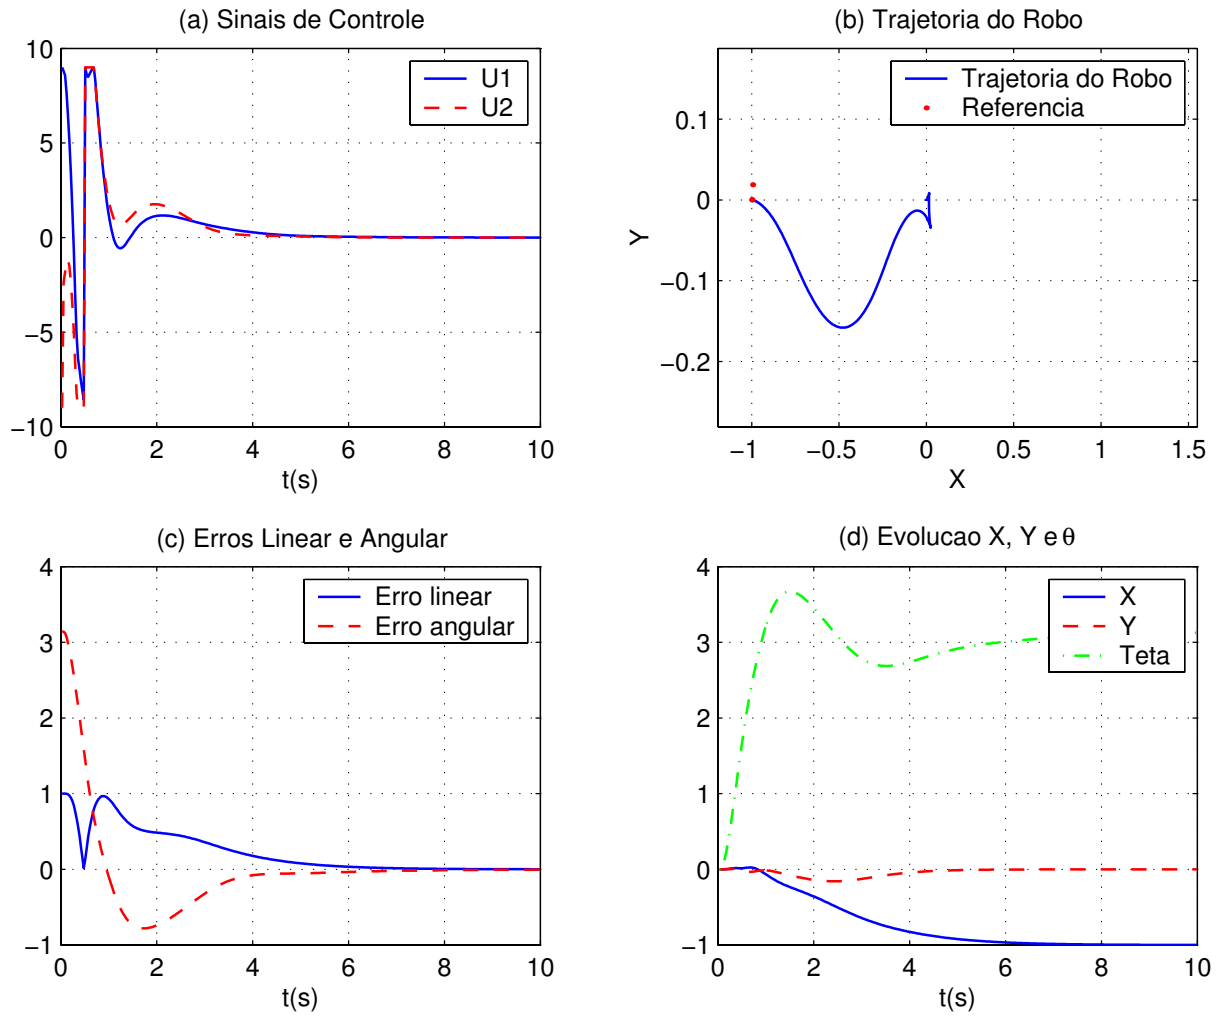 (a) Sinais de Controle
10
5
0
−5
−10
0 2 4 6 8 10
t(s)
U1
U2
(b) Trajetoria do Robo
0.1
0
−0.1
−0.2
Y
−1 −0.5 0 0.5 1 1.5
X
Trajetoria do Robo
Referencia
(c) Erros Linear e Angular
4
3
2
1
0
−1
0 2 4 6 8 10
t(s)
Erro linear
Erro angular
(d) Evolucao X, Y e θ
4
3
2
1
0
−1
0 2 4 6 8 10
t(s)
X
Y
Teta